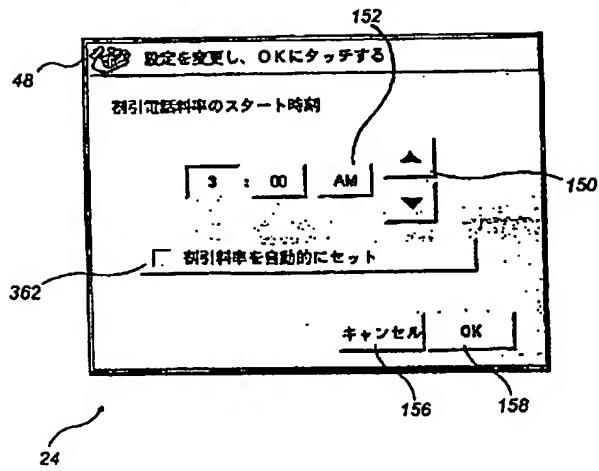 152
設定を変更し、OKにタッチする
48
割引電話料率のスタート時刻
3 : 00 AM ▲
150
▼
割引料率を自動的にセット
362
キャンセル OK
156 158
24